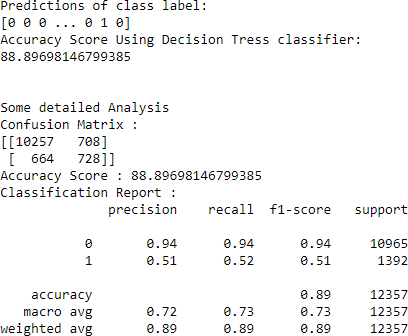 Predictions of class label:
[0 0 0 ... 0 1 0]
Accuracy Score Using Decision Tress classifier:
88.89698146799385
Some detailed Analysis
Confusion Matrix :
[[10257   708]
 [  664   728]]
Accuracy Score : 88.89698146799385
Classification Report :
              precision    recall  f1-score   support
           0       0.94      0.94      0.94     10965
           1       0.51      0.52      0.51      1392
    accuracy                           0.89     12357
   macro avg       0.72      0.73      0.73     12357
weighted avg       0.89      0.89      0.89     12357